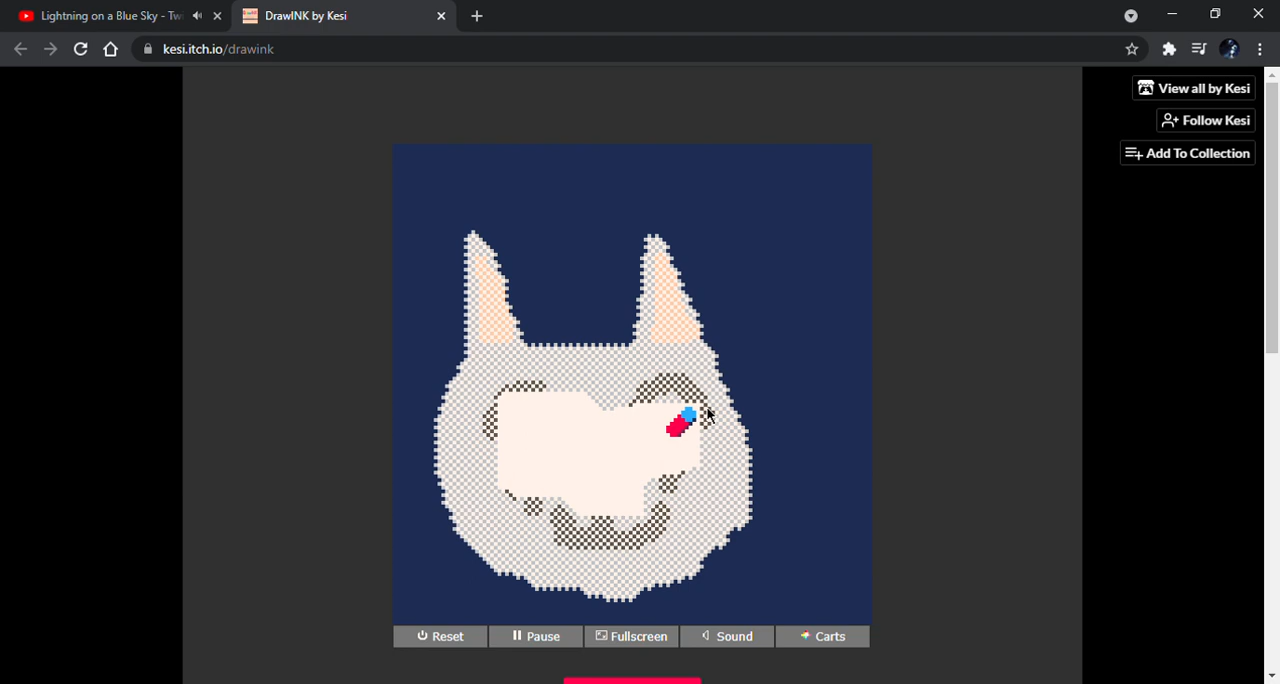 Lightning on a Blue Sky - Tw
DrawINK by Kesi
kesi.itch.io/drawink
View all by Kesi
Follow Kesi
Add To Collection
Reset
Pause
Fullscreen
Sound
Carts